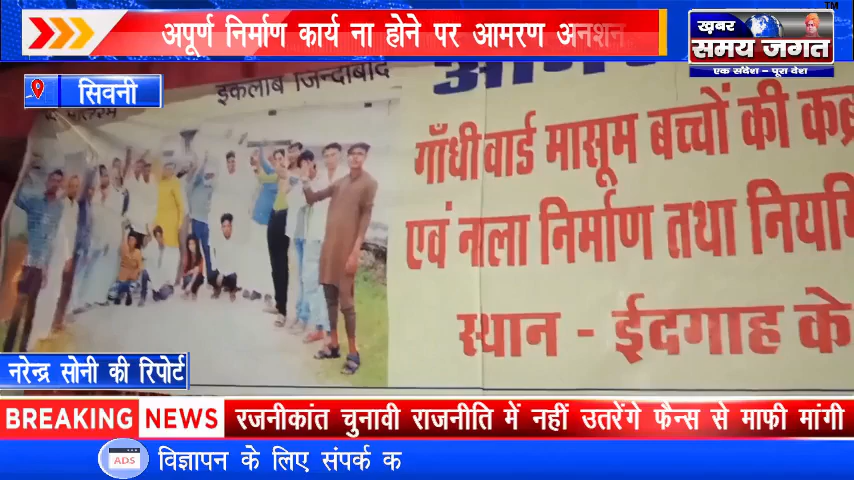 अपूर्ण निर्माण कार्य ना होने पर आमरण अनशन
ख़बर
समय जगत
TM
एक संदेश - पूरा देश
सिवनी
इंकलाब जिन्दाबाद
गाँधीवार्ड मासूम बच्चों की
एवं नाला निर्माण तथा
स्थान - ईदगाह के
नरेन्द्र सोनी की रिपोर्ट
BREAKING NEWS रजनीकांत चुनावी राजनीति में नहीं उतरेंगे फैन्स से माफी मांगी
ADS विज्ञापन के लिए संपर्क क